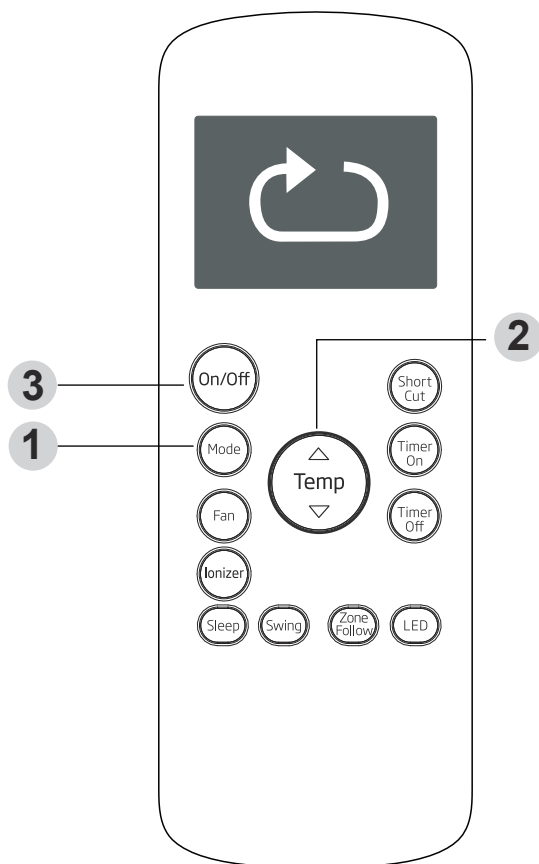 2
3
On/Off
Short
Cut
1
Mode
Timer
On
Temp
Fan
Timer
Off
Ionizer
Sleep
Swing
Zone
Follow
LED